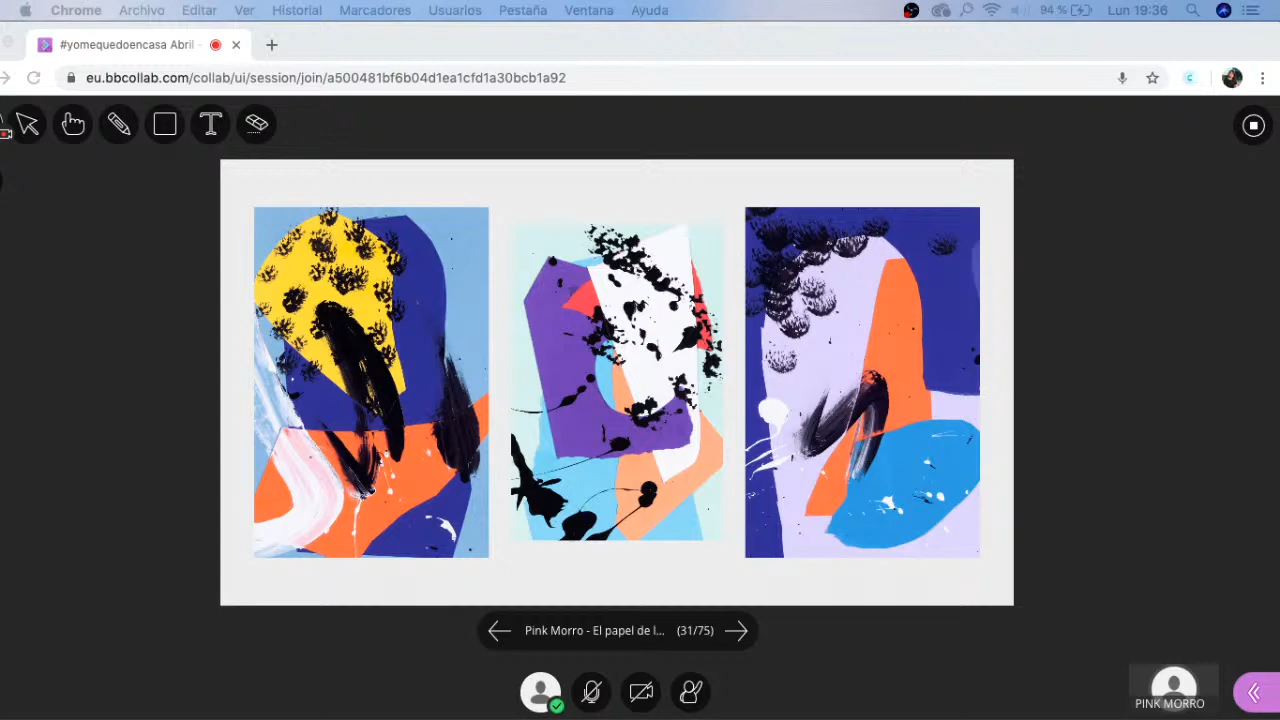 Chrome Archivo Editar Ver Historial Marcadores Usuarios Pestaña Ventana Ayuda 94 % Lun 19:36
#yomequedoencasa Abril -
eu.bbcollab.com/collab/ui/session/join/a500481bf6b04d1ea1cfd1a30bcb1a92
T
Pink Morro - El papel de l... (31/75)
PINK MORRO